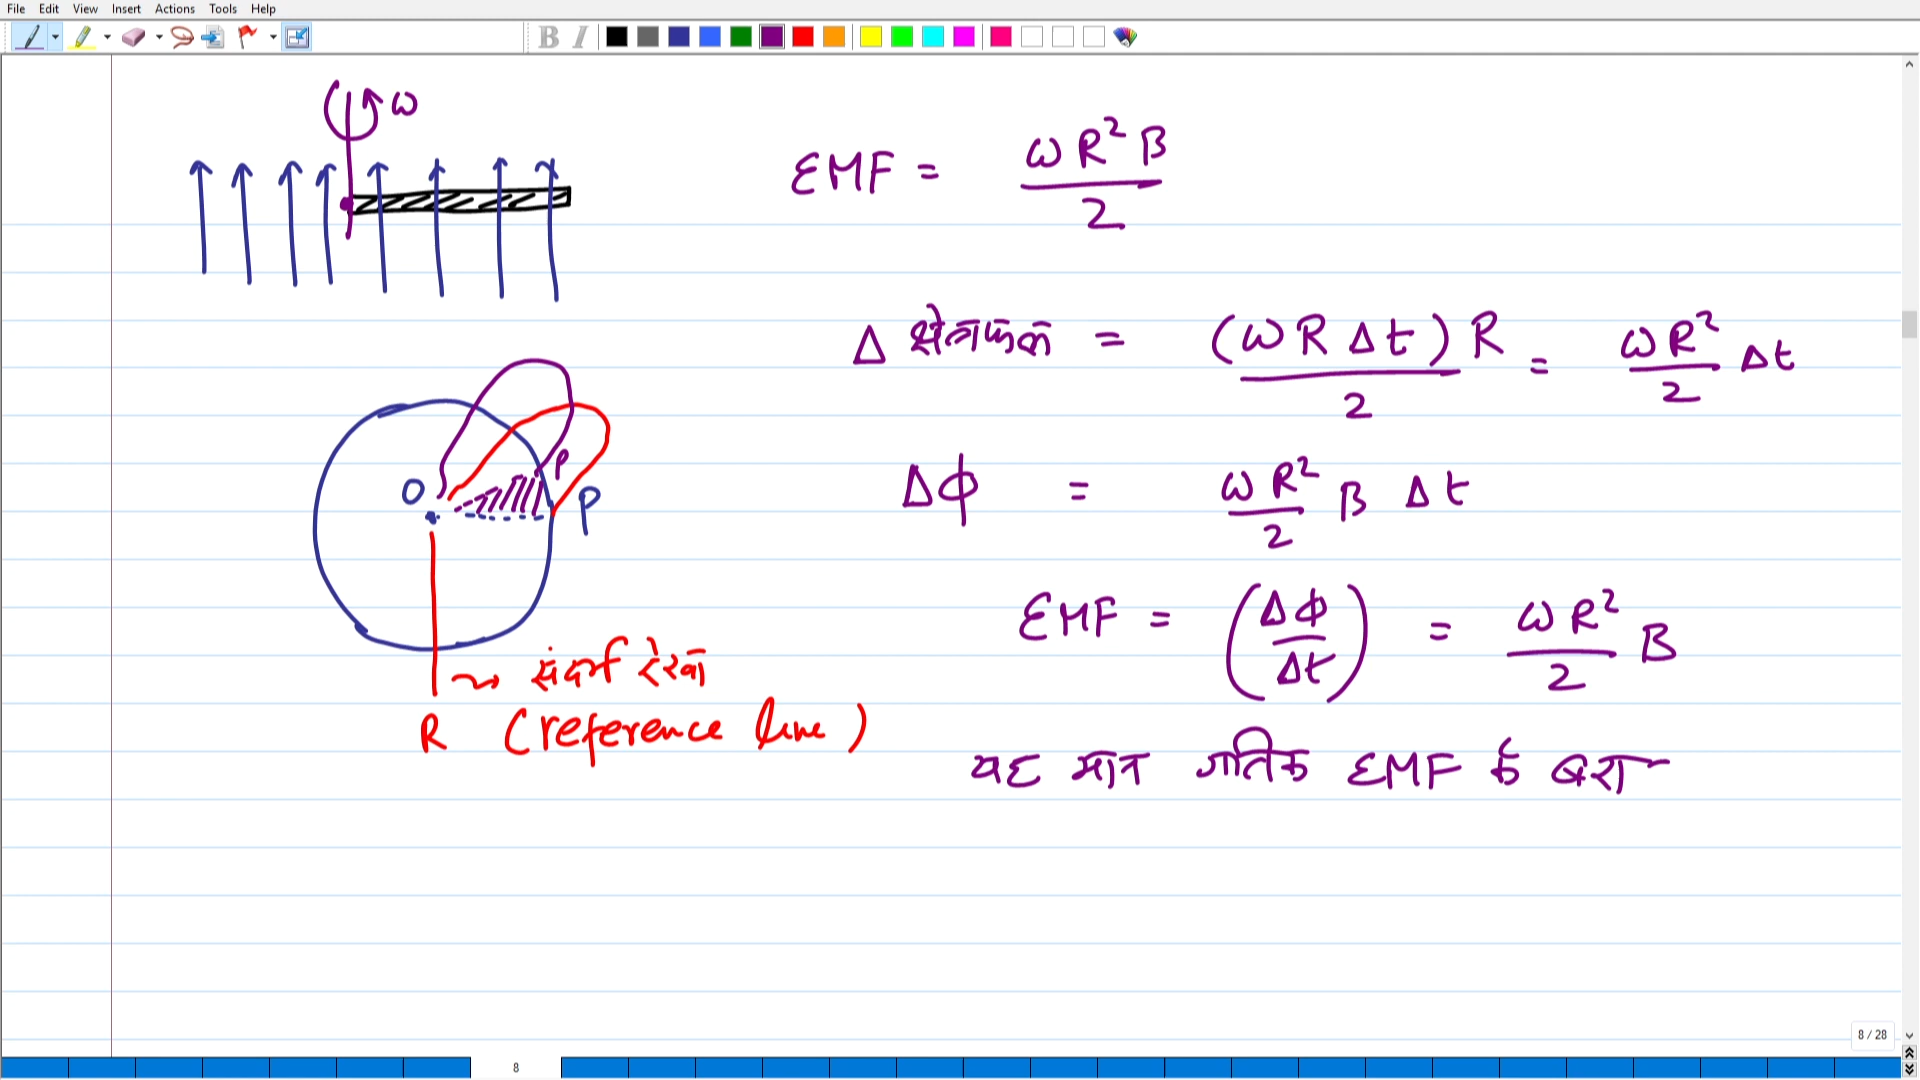 File Edit View Insert Actions Tools Help
B I
ω
EMF = ωR²B / 2
Δ क्षेत्रफल = (ωRΔt)R / 2 = ωR² / 2 Δt
O P P
Δφ = ωR² / 2 B Δt
EMF = (Δφ / Δt) = ωR² / 2 B
संदर्भ रेखा
R (reference line)
यह मान गतिक EMF के बरा
8 / 28
8